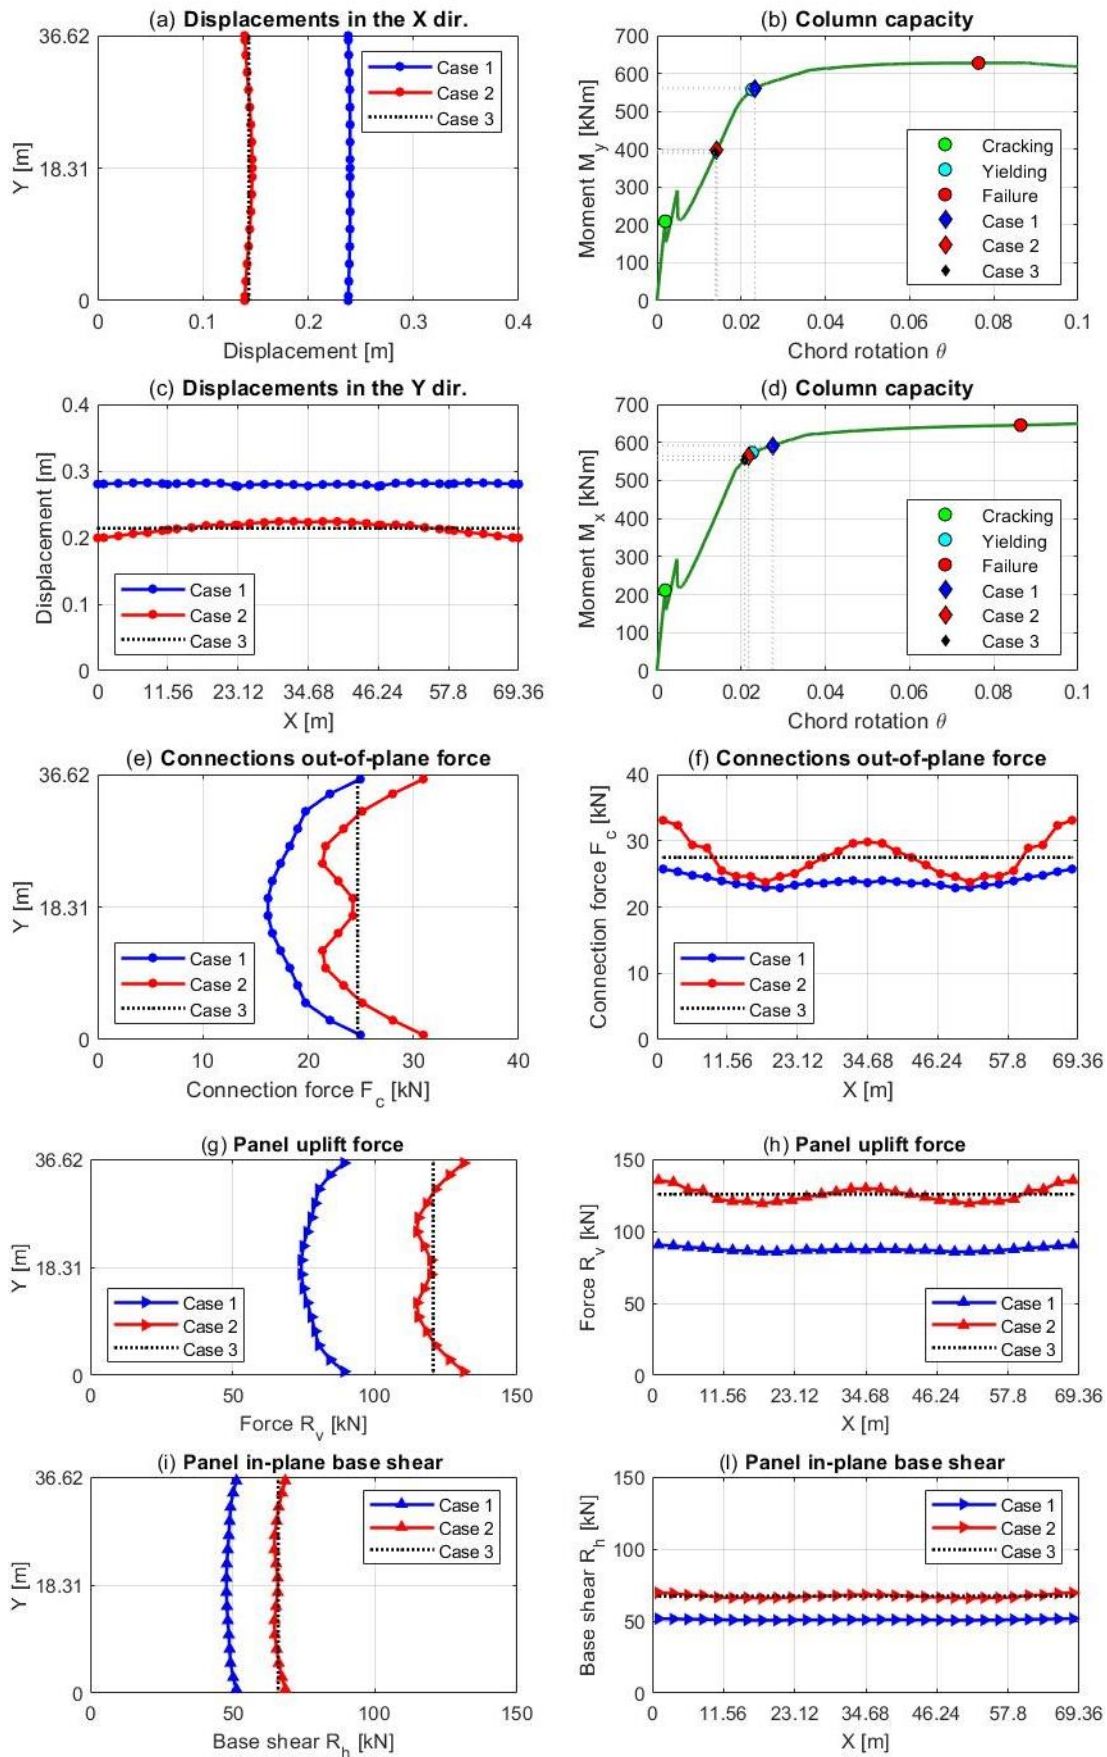 (a) Displacements in the X dir.
36.62
18.31
0
Y [m]
Case 1
Case 2
Case 3
0 0.1 0.2 0.3 0.4
Displacement [m]
(b) Column capacity
700
600
500
400
300
200
100
0
Moment M_y [kNm]
Cracking
Yielding
Failure
Case 1
Case 2
Case 3
0 0.02 0.04 0.06 0.08 0.1
Chord rotation θ
(c) Displacements in the Y dir.
0.4
0.3
0.2
0.1
0
Displacement [m]
Case 1
Case 2
Case 3
0 11.56 23.12 34.68 46.24 57.8 69.36
X [m]
(d) Column capacity
700
600
500
400
300
200
100
0
Moment M_x [kNm]
Cracking
Yielding
Failure
Case 1
Case 2
Case 3
0 0.02 0.04 0.06 0.08 0.1
Chord rotation θ
(e) Connections out-of-plane force
36.62
18.31
0
Y [m]
Case 1
Case 2
Case 3
0 10 20 30 40
Connection force F_c [kN]
(f) Connections out-of-plane force
40
30
20
10
0
Connection force F_c [kN]
Case 1
Case 2
Case 3
0 11.56 23.12 34.68 46.24 57.8 69.36
X [m]
(g) Panel uplift force
36.62
18.31
0
Y [m]
Case 1
Case 2
Case 3
0 50 100 150
Force R_v [kN]
(h) Panel uplift force
150
100
50
0
Force R_v [kN]
Case 1
Case 2
Case 3
0 11.56 23.12 34.68 46.24 57.8 69.36
X [m]
(i) Panel in-plane base shear
36.62
18.31
0
Y [m]
Case 1
Case 2
Case 3
0 50 100 150
Base shear R_h [kN]
(l) Panel in-plane base shear
150
100
50
0
Base shear R_h [kN]
Case 1
Case 2
Case 3
0 11.56 23.12 34.68 46.24 57.8 69.36
X [m]